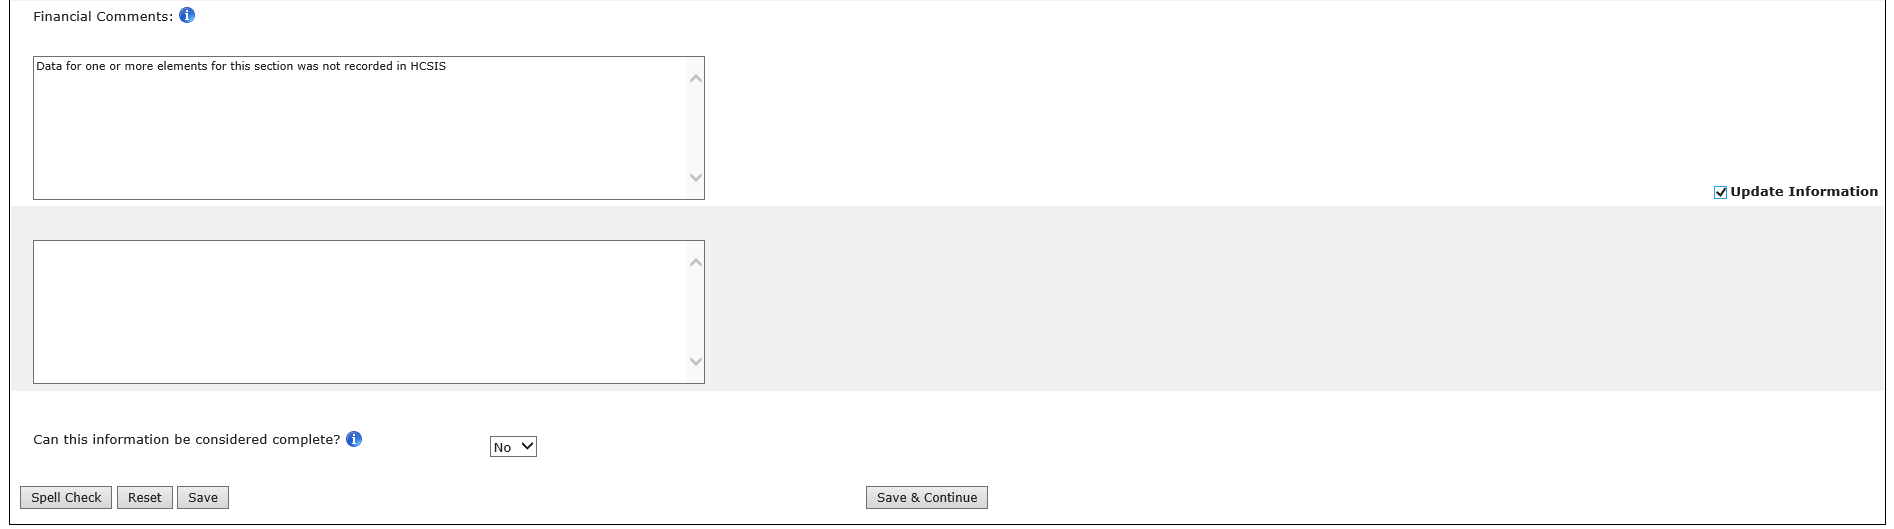 Financial Comments:
Data for one or more elements for this section was not recorded in HCSIS
Update Information
Can this information be considered complete?
No
Spell Check Reset Save Save & Continue